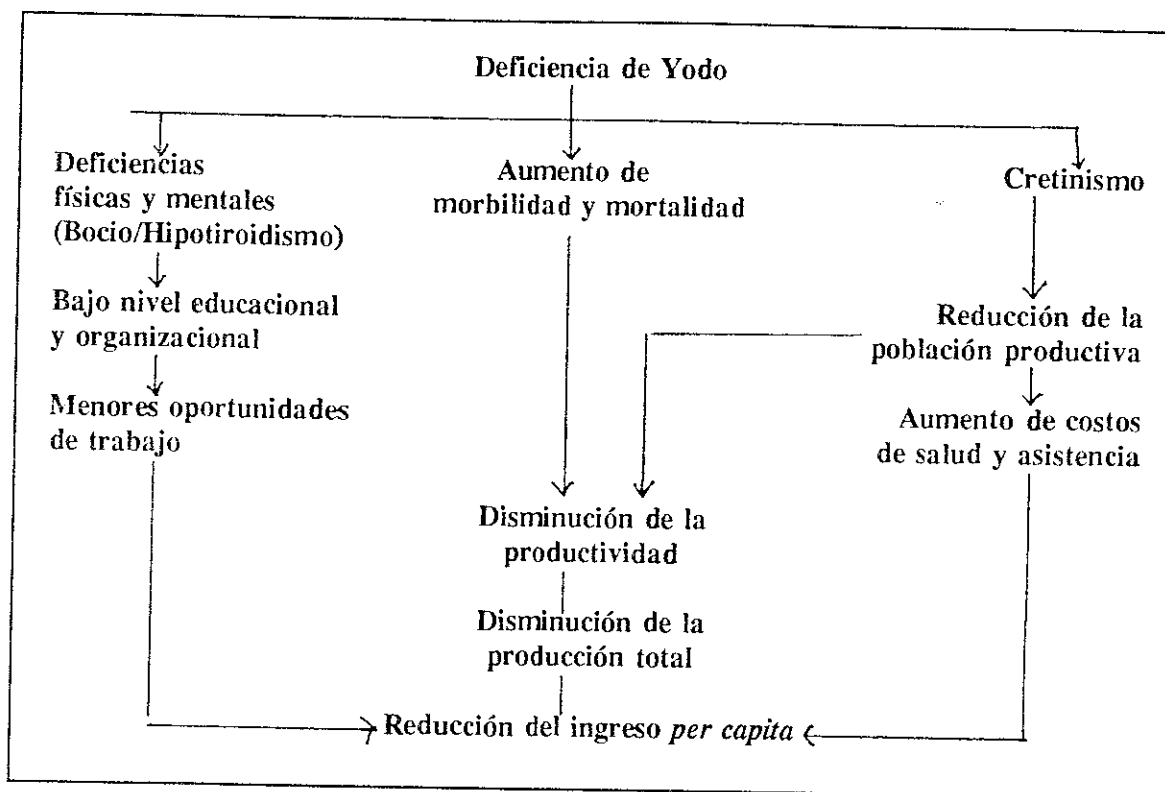 Deficiencia de Yodo
Deficiencias
físicas y mentales
(Bocio/Hipotiroidismo)
Aumento de
morbilidad y mortalidad
Cretinismo
Bajo nivel educacional
y organizacional
Reducción de la
población productiva
Menores oportunidades
de trabajo
Aumento de costos
de salud y asistencia
Disminución de la
productividad
Disminución de la
producción total
Reducción del ingreso per capita